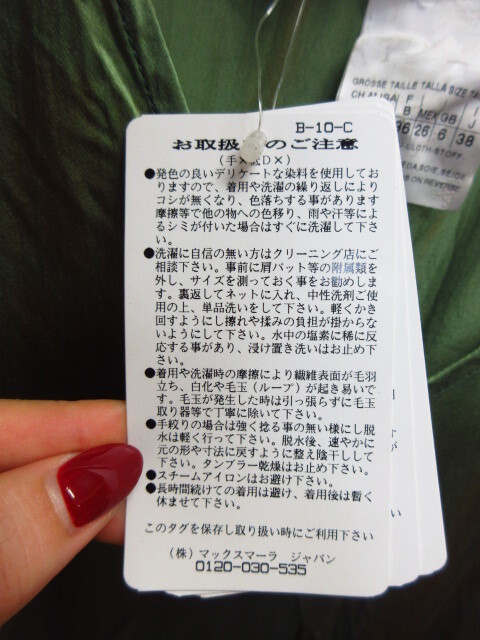 B-10-C
お取扱 のご注意
(手×底D×)
●発色の良いデリケートな染料を使用してお
りますので、着用や洗濯の繰り返しにより
コシが無くなり、色落ちする事があります
摩擦等で他の物への色移り、雨や汗等によ
るシミが付いた場合はすぐに洗濯して下さ
い。
●洗濯に自信の無い方はクリーニング店にご
相談下さい。事前に肩パット等の附属類を
外し、サイズを測っておく事をお勧めしま
す。裏返してネットに入れ、中性洗剤ご使
用の上、単品洗いをして下さい。軽くかき
回すようにし擦れや揉みの負担が掛からな
いようにして下さい。水中の塩素に稀に反
応する事があり、浸け置き洗いはお止め下
さい。
●着用や洗濯時の摩擦により繊維表面が毛羽
立ち、白化や毛玉（ループ）が起き易いで
す。毛玉が発生した時は引っ張らずに毛玉
取り器等で丁寧に除いて下さい。
●手絞りの場合は強く捻る事の無い様にし脱
水は軽く行って下さい。脱水後、速やかに
元の形や寸法に戻すように整え陰干しして
下さい。タンブラー乾燥はお止め下さい。
●スチームアイロンはお避け下さい。
●長時間続けての着用は避け、着用後は暫く
休ませて下さい。
このタグを保存し取り扱い時にご利用下さい
(株) マックスマーラ ジャパン
0120-030-535
GRÖSSE TAILLE TALLA SIZE
F
B MEX GB J
36 26 6 38
CLOTH-STOFF
SOIE, SEIDE
ON REVERSE